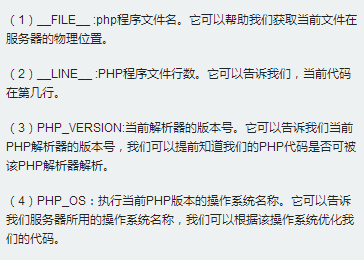 （1）__FILE__ :php程序文件名。它可以帮助我们获取当前文件在
服务器的物理位置。
（2）__LINE__ :PHP程序文件行数。它可以告诉我们，当前代码
在第几行。
（3）PHP_VERSION:当前解析器的版本号。它可以告诉我们当前
PHP解析器的版本号，我们可以提前知道我们的PHP代码是否可被
该PHP解析器解析。
（4）PHP_OS：执行当前PHP版本的操作系统名称。它可以告诉
我们服务器所用的操作系统名称，我们可以根据该操作系统优化我
们的代码。